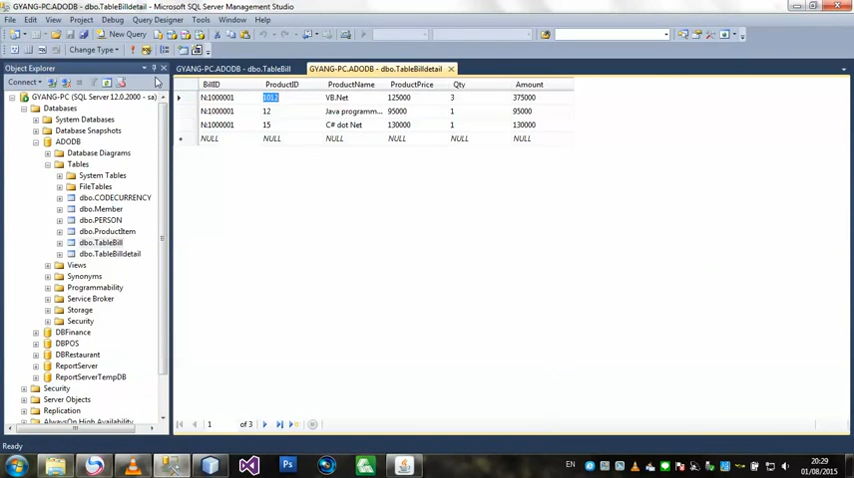 GYANG-PC.ADODB - dbo.TableBilldetail - Microsoft SQL Server Management Studio
File Edit View Project Debug Query Designer Tools Window Help
New Query
Change Type
Object Explorer
GYANG-PC.ADODB - dbo.TableBill
GYANG-PC.ADODB - dbo.TableBilldetail
Connect
GYANG-PC (SQL Server 12.0.2000 - sa)
Databases
System Databases
Database Snapshots
ADODB
Database Diagrams
Tables
System Tables
FileTables
dbo.CODECURRENCY
dbo.Member
dbo.PERSON
dbo.ProductItem
dbo.TableBill
dbo.TableBilldetail
Views
Synonyms
Programmability
Service Broker
Storage
Security
DBFinance
DBPOS
DBRestaurant
ReportServer
ReportServerTempDB
Security
Server Objects
Replication
AlwaysOn High Availability
BillID ProductID ProductName ProductPrice Qty Amount
N:1000001 1012 VB.Net 125000 3 375000
N:1000001 12 Java programm... 95000 1 95000
N:1000001 15 C# dot Net 130000 1 130000
NULL NULL NULL NULL NULL NULL
1 of 3
Ready
Ps
EN
20:29
01/08/2015